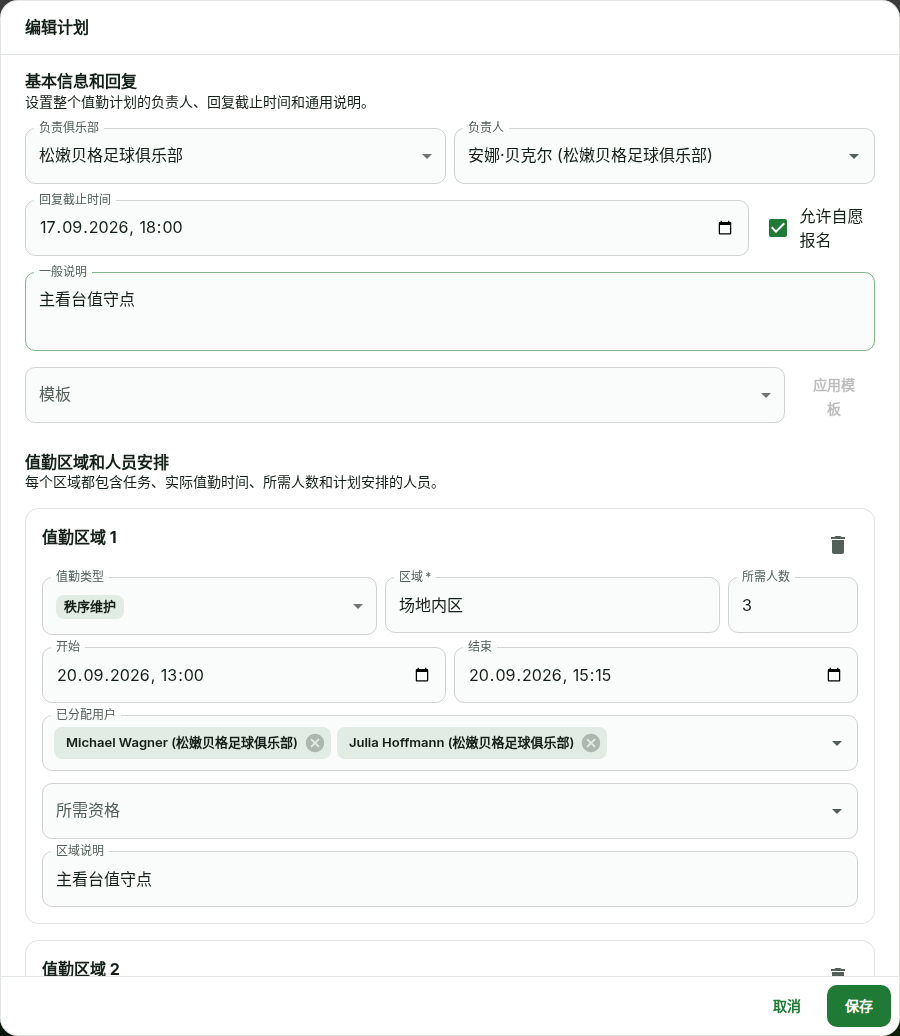 编辑计划
基本信息和回复
设置整个值勤计划的负责人、回复截止时间和通用说明。
负责俱乐部
松嫩贝格足球俱乐部
负责人
安娜·贝克尔 (松嫩贝格足球俱乐部)
回复截止时间
17.09.2026, 18:00
允许自愿
报名
一般说明
主看台值守点
模板
应用模
板
值勤区域和人员安排
每个区域都包含任务、实际值勤时间、所需人数和计划安排的人员。
值勤区域 1
值勤类型
秩序维护
区域 *
场地内区
所需人数
3
开始
20.09.2026, 13:00
结束
20.09.2026, 15:15
已分配用户
Michael Wagner (松嫩贝格足球俱乐部)
Julia Hoffmann (松嫩贝格足球俱乐部)
所需资格
区域说明
主看台值守点
值勤区域 2
取消
保存